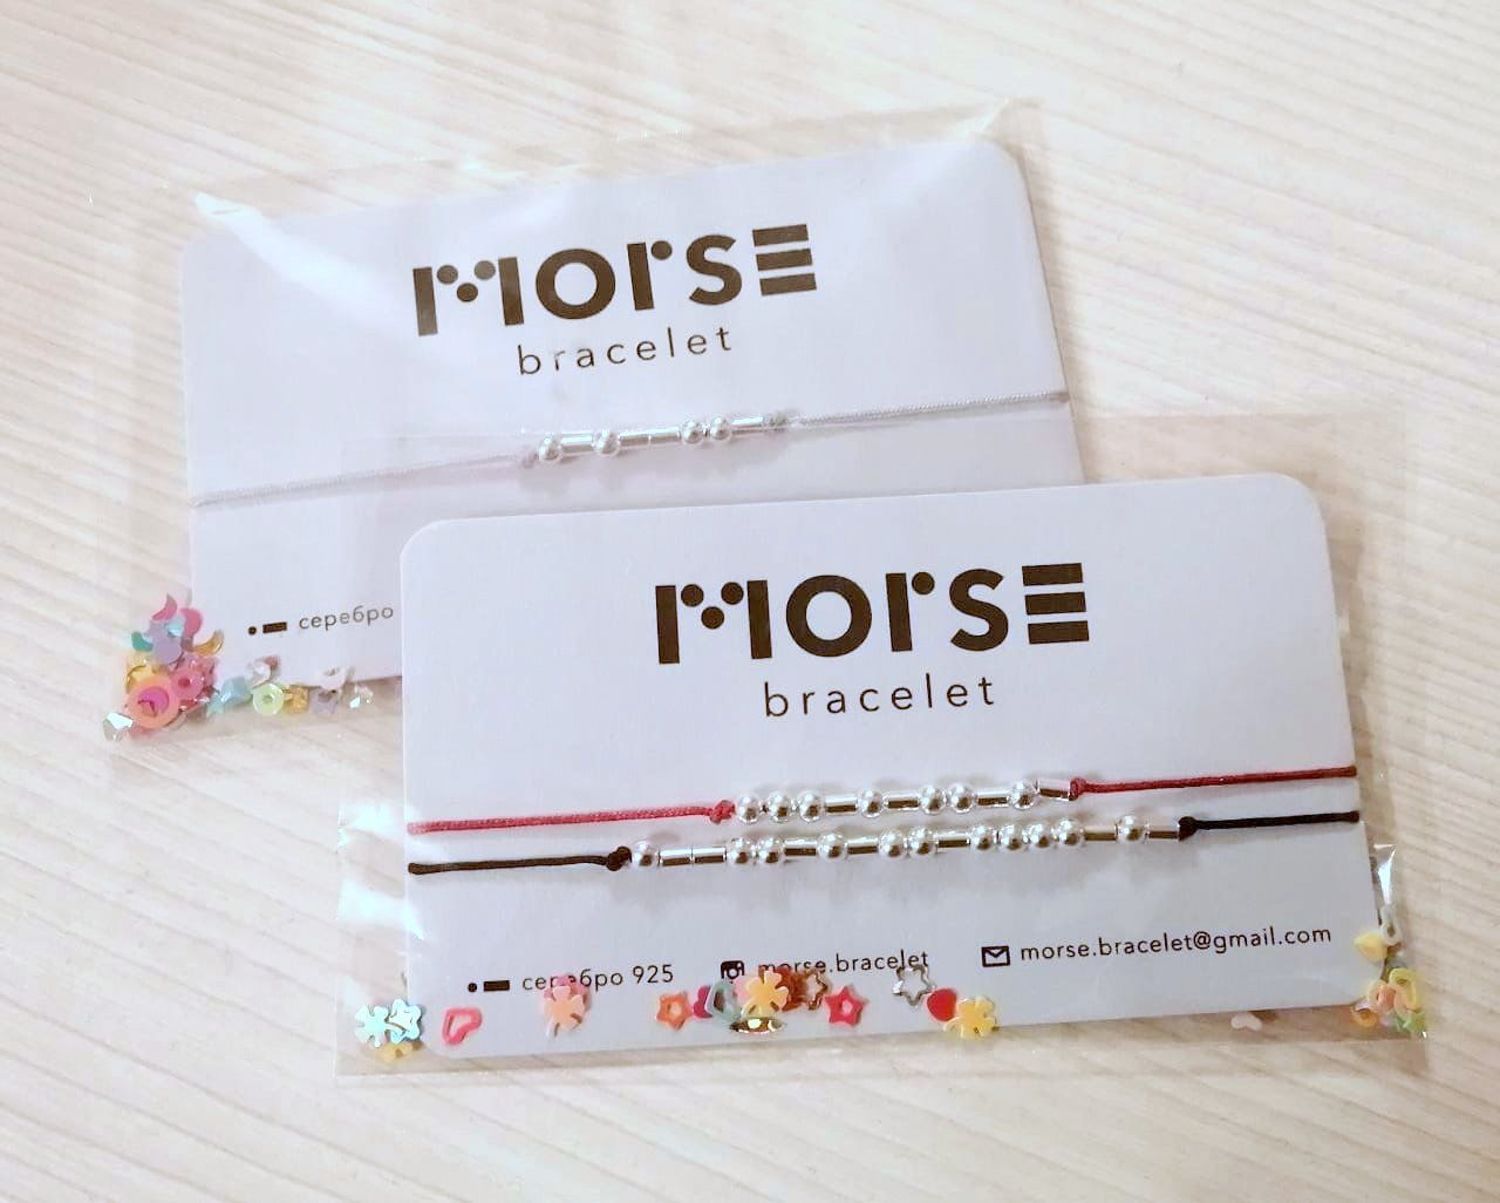 morse
bracelet
серебро
morse
bracelet
серебро 925 morse.bracelet morse.bracelet@gmail.com